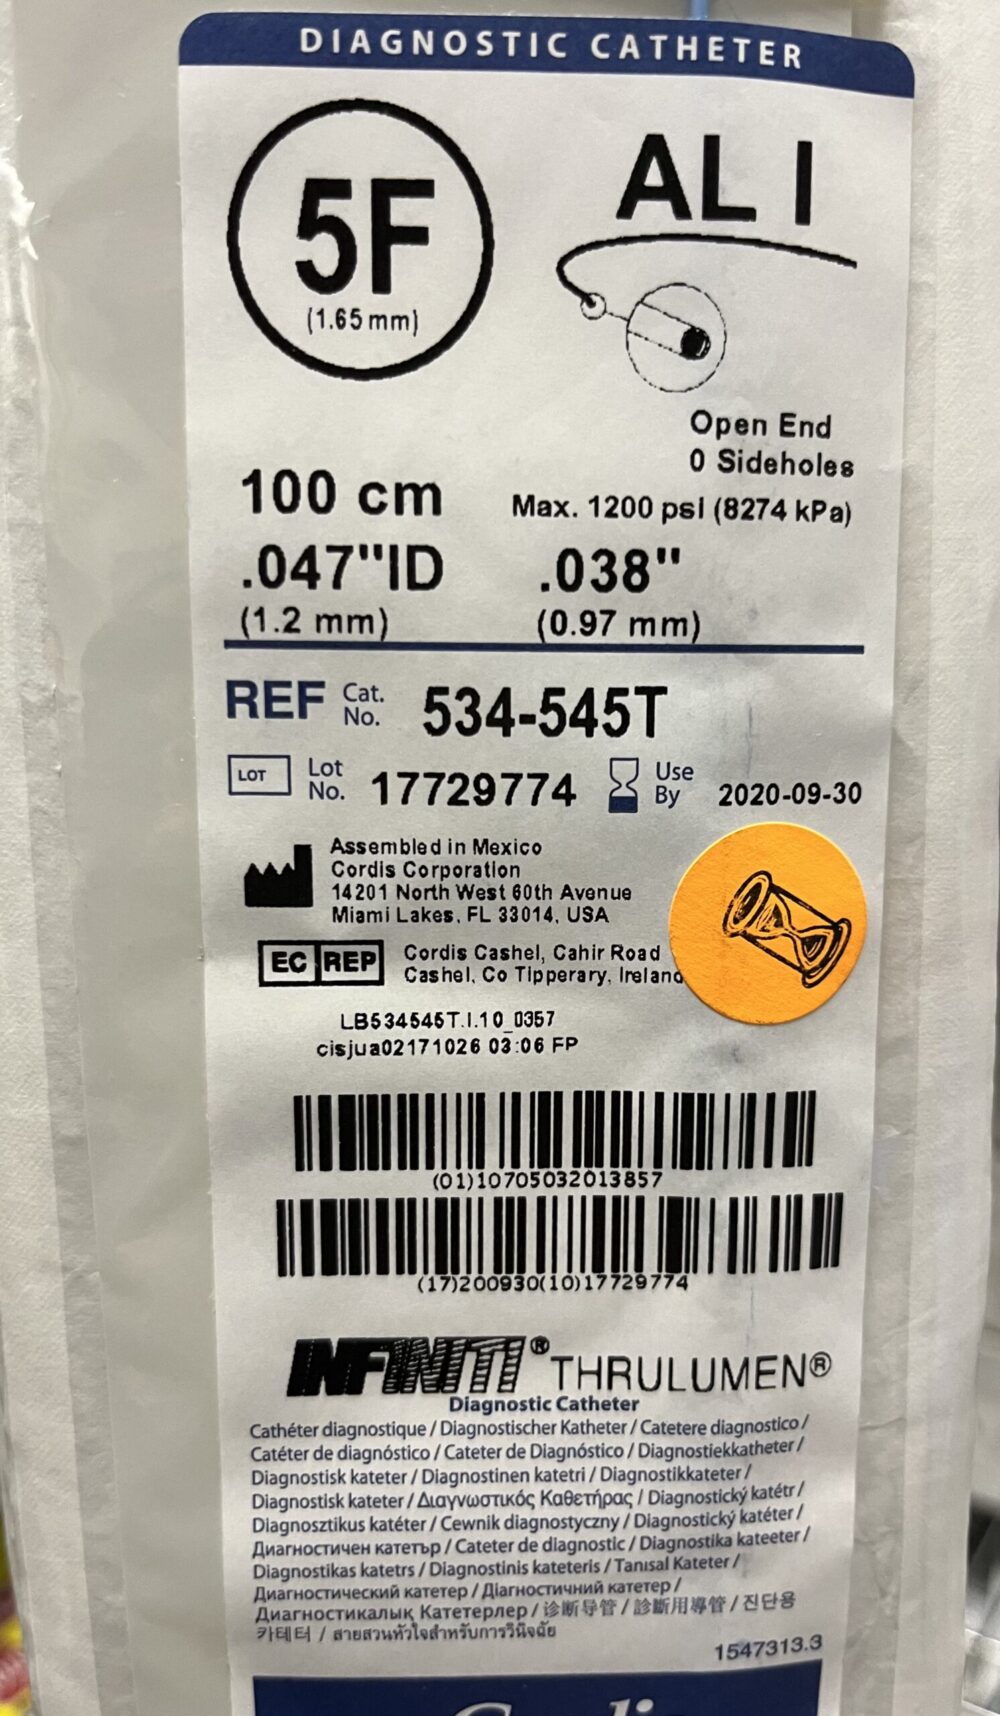 DIAGNOSTIC CATHETER
5F
(1.65 mm)
AL I
Open End
0 Sideholes
100 cm
Max. 1200 psi (8274 kPa)
.047"ID
.038"
(1.2 mm)
(0.97 mm)
REF Cat. No. 534-545T
LOT Lot No. 17729774 Use By 2020-09-30
Assembled in Mexico
Cordis Corporation
14201 North West 60th Avenue
Miami Lakes, FL 33014, USA
EC REP
Cordis Cashel, Cahir Road
Cashel, Co Tipperary, Ireland
LB534545T.I.10_0357
cisjua02171026 03:06 FP
(01)10705032013857
(17)200930(10)17729774
INFINITI® THRULUMEN®
Diagnostic Catheter
Cathéter diagnostique / Diagnostischer Katheter / Catetere diagnostico /
Catéter de diagnóstico / Cateter de Diagnóstico / Diagnostiekkatheter /
Diagnostisk kateter / Diagnostinen katetri / Diagnostikkateter /
Diagnostisk kateter / Διαγνωστικός Καθετήρας / Diagnostický katétr /
Diagnosztikus katéter / Cewnik diagnostyczny / Diagnostický katéter /
Диагностичен катетър / Cateter de diagnostic / Diagnostika kateeter /
Diagnostikas katetrs / Diagnostinis kateteris / Tanısal Kateter /
Диагностический катетер / Діагностичний катетер /
Диагностикалық Катетерлер / 诊断导管 / 診斷用導管 / 진단용
카테터 / สายสวนหัวใจสำหรับการวินิจฉัย
1547313.3